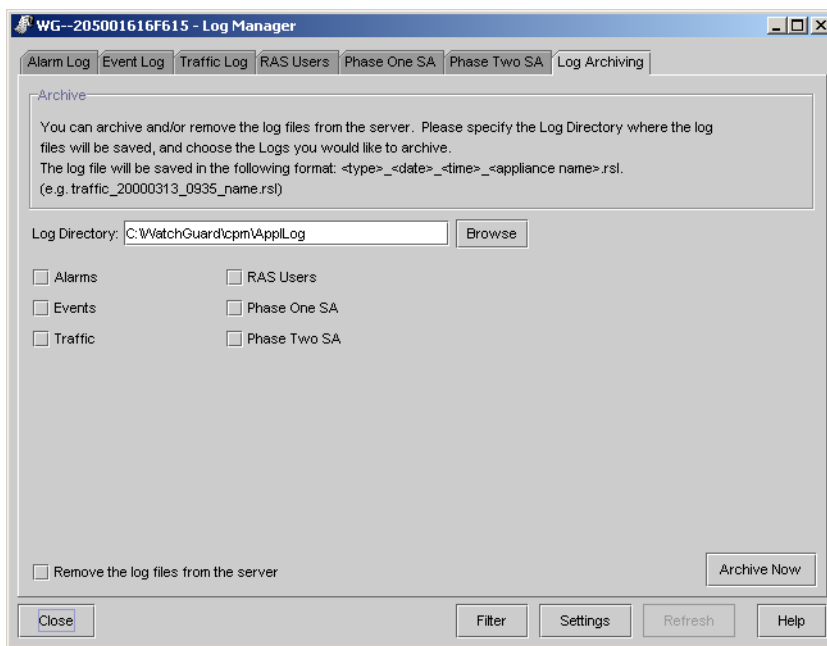 WG--205001616F615 - Log Manager
Alarm Log Event Log Traffic Log RAS Users Phase One SA Phase Two SA Log Archiving
Archive
You can archive and/or remove the log files from the server. Please specify the Log Directory where the log
files will be saved, and choose the Logs you would like to archive.
The log file will be saved in the following format: <type>_<date>_<time>_<appliance name>.rsl.
(e.g. traffic_20000313_0935_name.rsl)
Log Directory: C:\WatchGuard\cpm\ApplLog Browse
Alarms RAS Users
Events Phase One SA
Traffic Phase Two SA
Remove the log files from the server Archive Now
Close Filter Settings Refresh Help